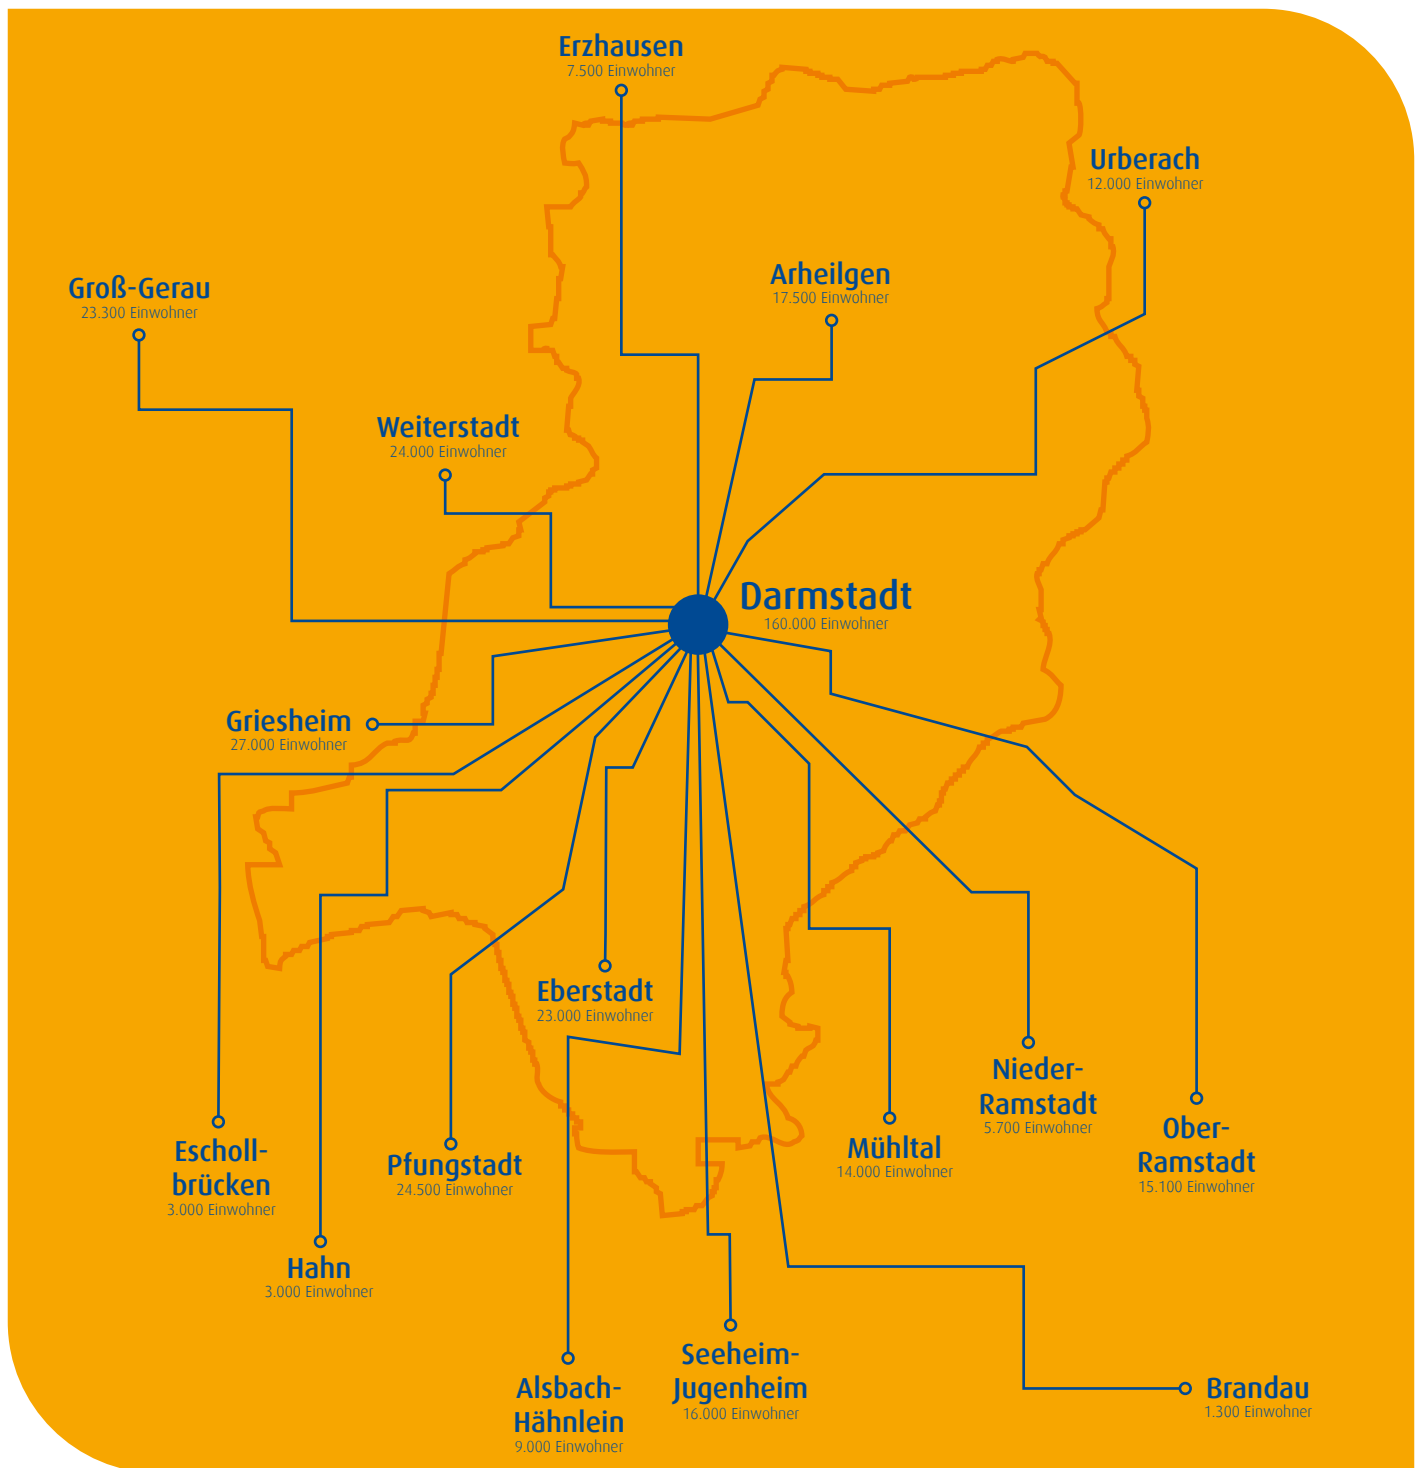 Erzhausen
7.500 Einwohner
Urberach
12.000 Einwohner
Arheilgen
17.500 Einwohner
Groß-Gerau
23.300 Einwohner
Weiterstadt
24.000 Einwohner
Darmstadt
160.000 Einwohner
Griesheim
27.000 Einwohner
Eberstadt
23.000 Einwohner
Nieder-
Ramstadt
5.700 Einwohner
Ober-
Ramstadt
15.100 Einwohner
Mühltal
14.000 Einwohner
Escholl-
brücken
3.000 Einwohner
Pfungstadt
24.500 Einwohner
Hahn
3.000 Einwohner
Seeheim-
Jugenheim
16.000 Einwohner
Alsbach-
Hähnlein
9.000 Einwohner
Brandau
1.300 Einwohner